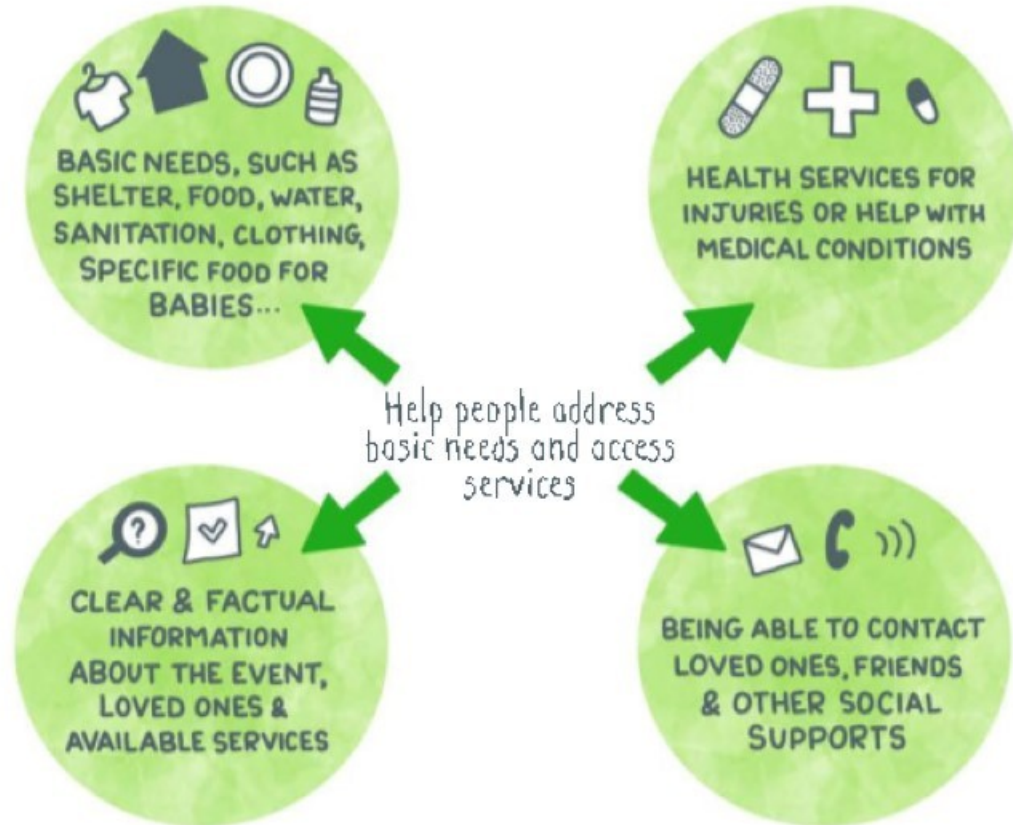 BASIC NEEDS, SUCH AS
SHELTER, FOOD, WATER,
SANITATION, CLOTHING,
SPECIFIC FOOD FOR
BABIES...
HEALTH SERVICES FOR
INJURIES OR HELP WITH
MEDICAL CONDITIONS
Help people address
basic needs and access
services
?
CLEAR & FACTUAL
INFORMATION
ABOUT THE EVENT,
LOVED ONES &
AVAILABLE SERVICES
BEING ABLE TO CONTACT
LOVED ONES, FRIENDS
& OTHER SOCIAL
SUPPORTS